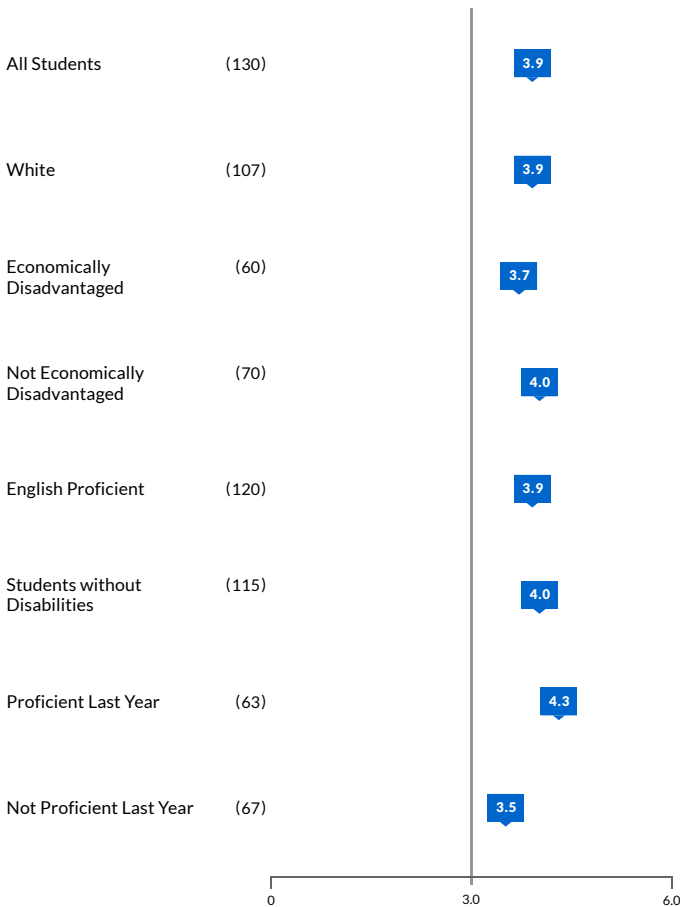 All Students (130) 3.9
White (107) 3.9
Economically (60) 3.7
Disadvantaged
Not Economically (70) 4.0
Disadvantaged
English Proficient (120) 3.9
Students without (115) 4.0
Disabilities
Proficient Last Year (63) 4.3
Not Proficient Last Year (67) 3.5
0 3.0 6.0